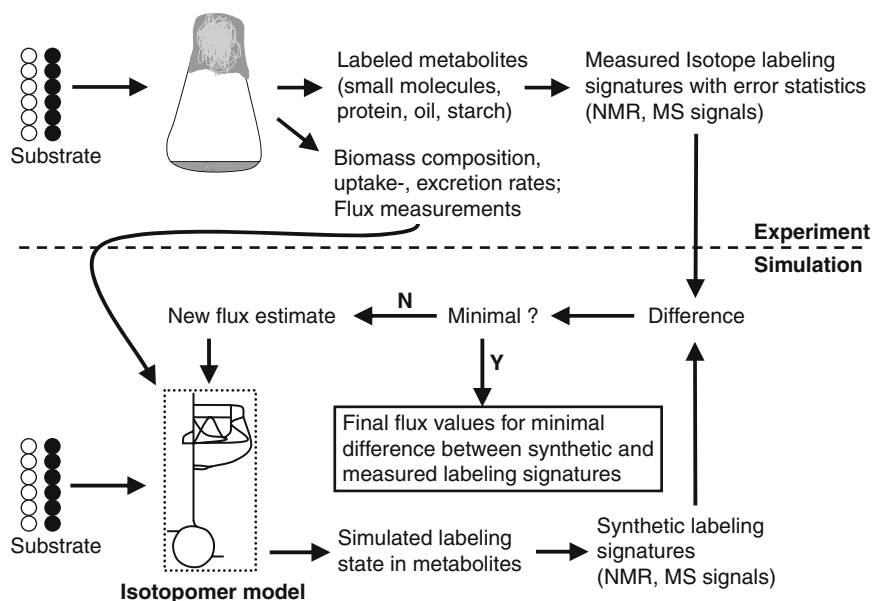 Substrate
Labeled metabolites
(small molecules,
protein, oil, starch)
Measured Isotope labeling
signatures with error statistics
(NMR, MS signals)
Biomass composition,
uptake-, excretion rates;
Flux measurements
Experiment
Simulation
New flux estimate
N
Minimal ?
Difference
Y
Final flux values for minimal
difference between synthetic and
measured labeling signatures
Substrate
Isotopomer model
Simulated labeling
state in metabolites
Synthetic labeling
signatures
(NMR, MS signals)